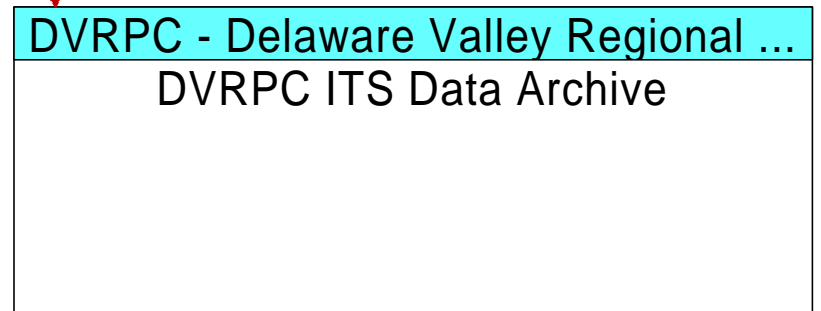 DVRPC - Delaware Valley Regional ...
DVRPC ITS Data Archive